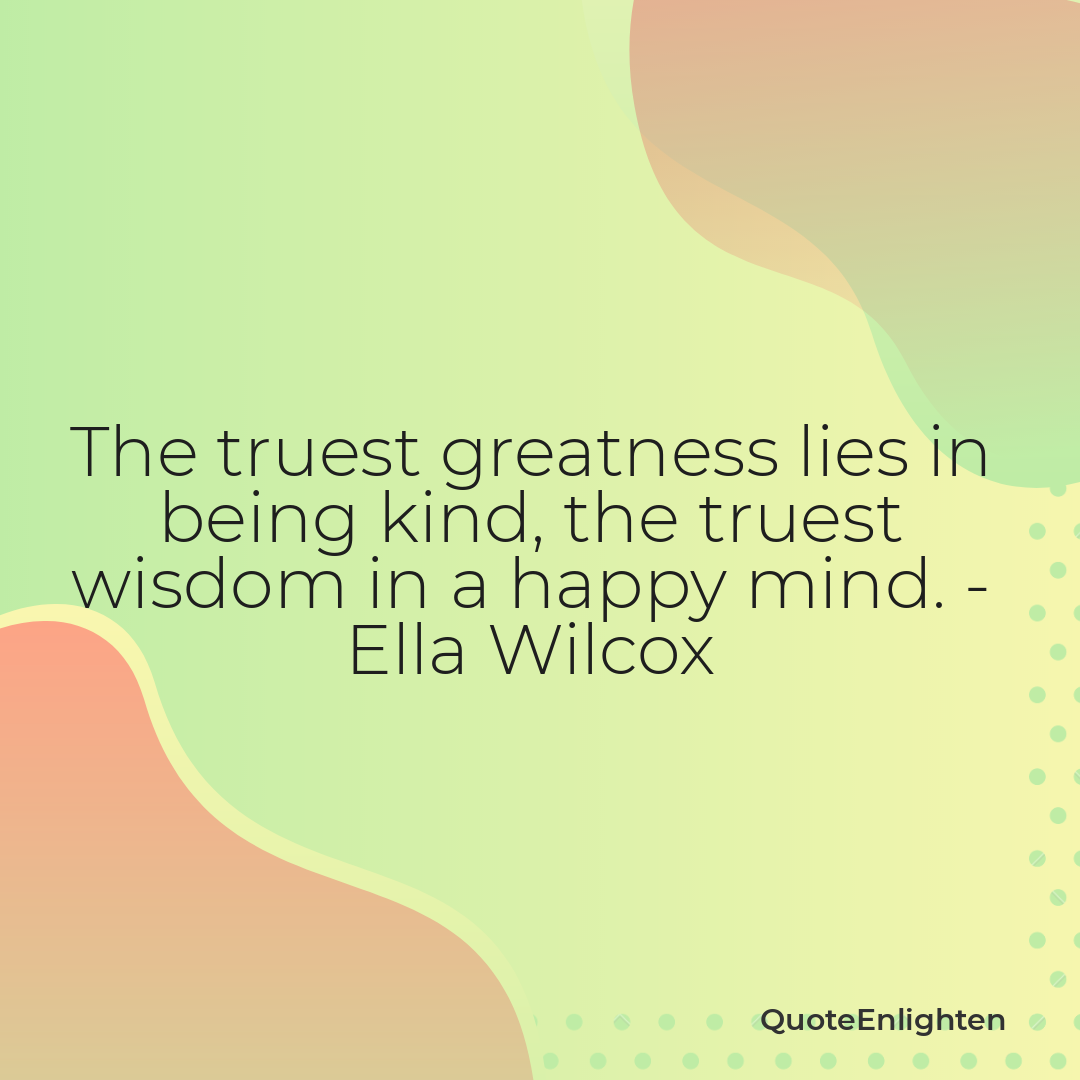 The truest greatness lies in
being kind, the truest
wisdom in a happy mind. -
Ella Wilcox
QuoteEnlighten